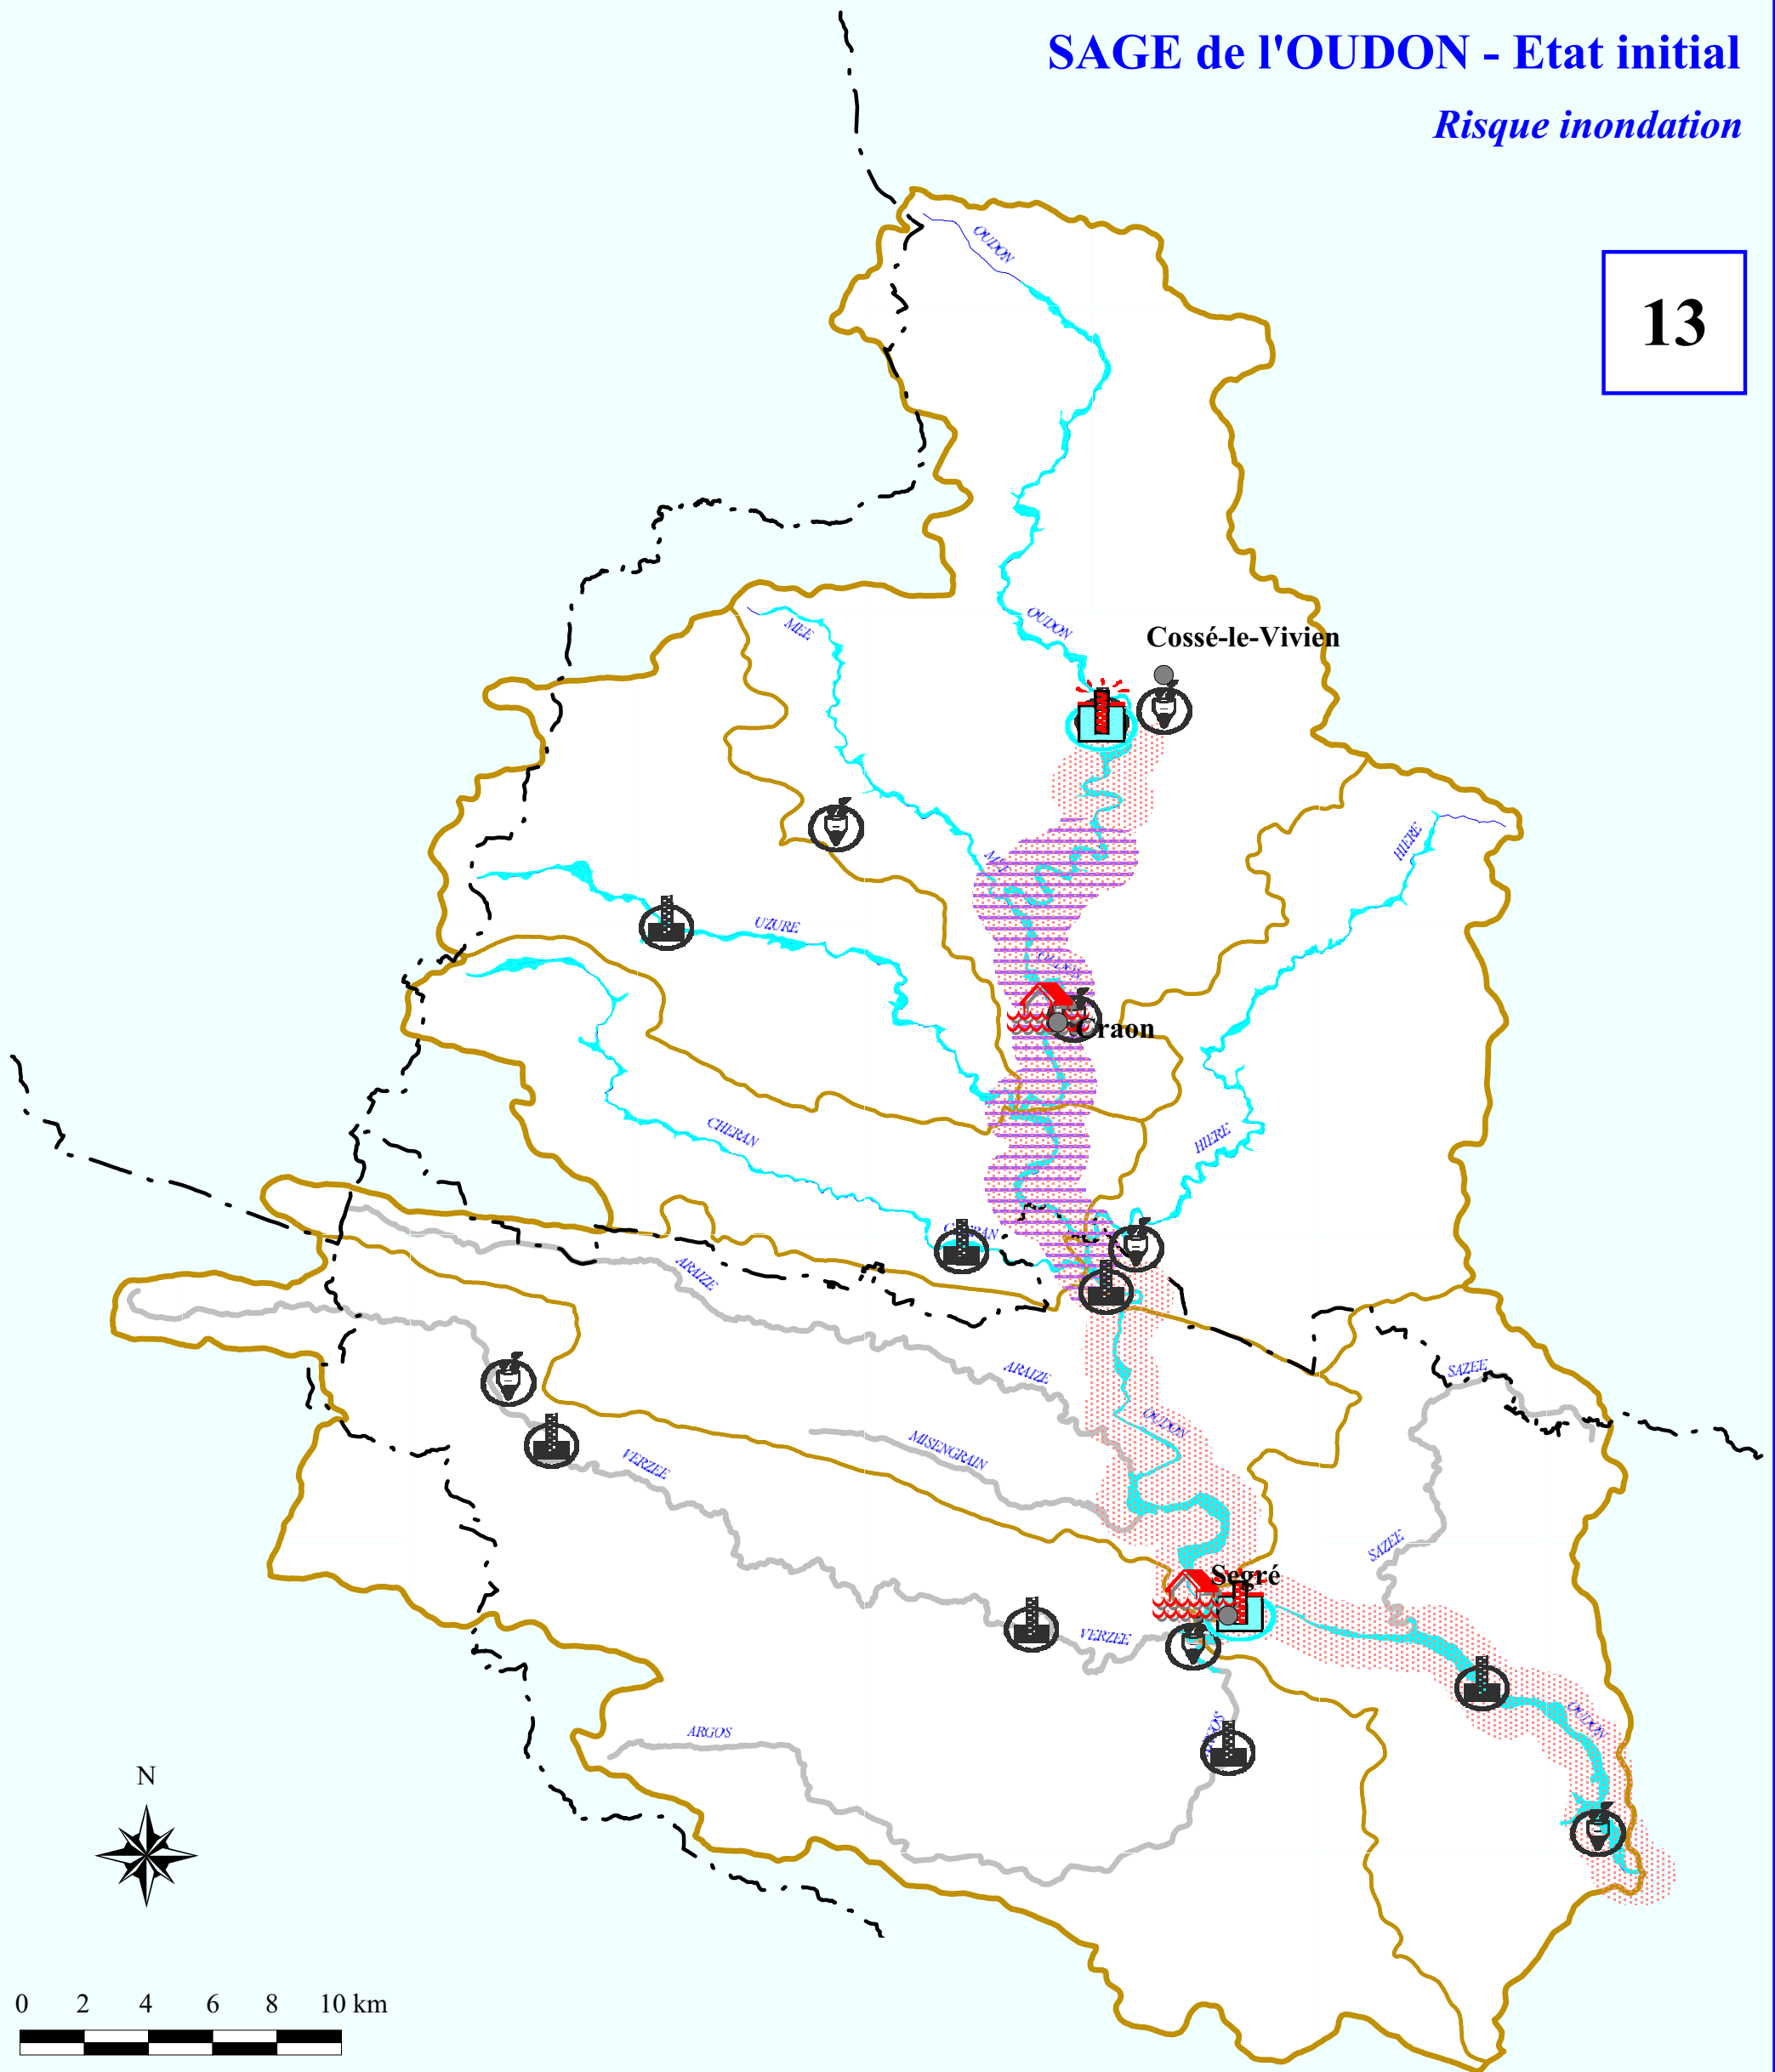 SAGE de l'OUDON - Etat initial
Risque inondation
13
OUDON
OUDON
Cossé-le-Vivien
MEE
HIERE
UZURE
OUDON
Craon
CHERAN
HIERE
ARAIZE
ARAIZE
SAZEE
OUDON
MISENGRAIN
VERZEE
SAZEE
Segré
VERZEE
OUDON
ARGOS
N
0 2 4 6 8 10 km